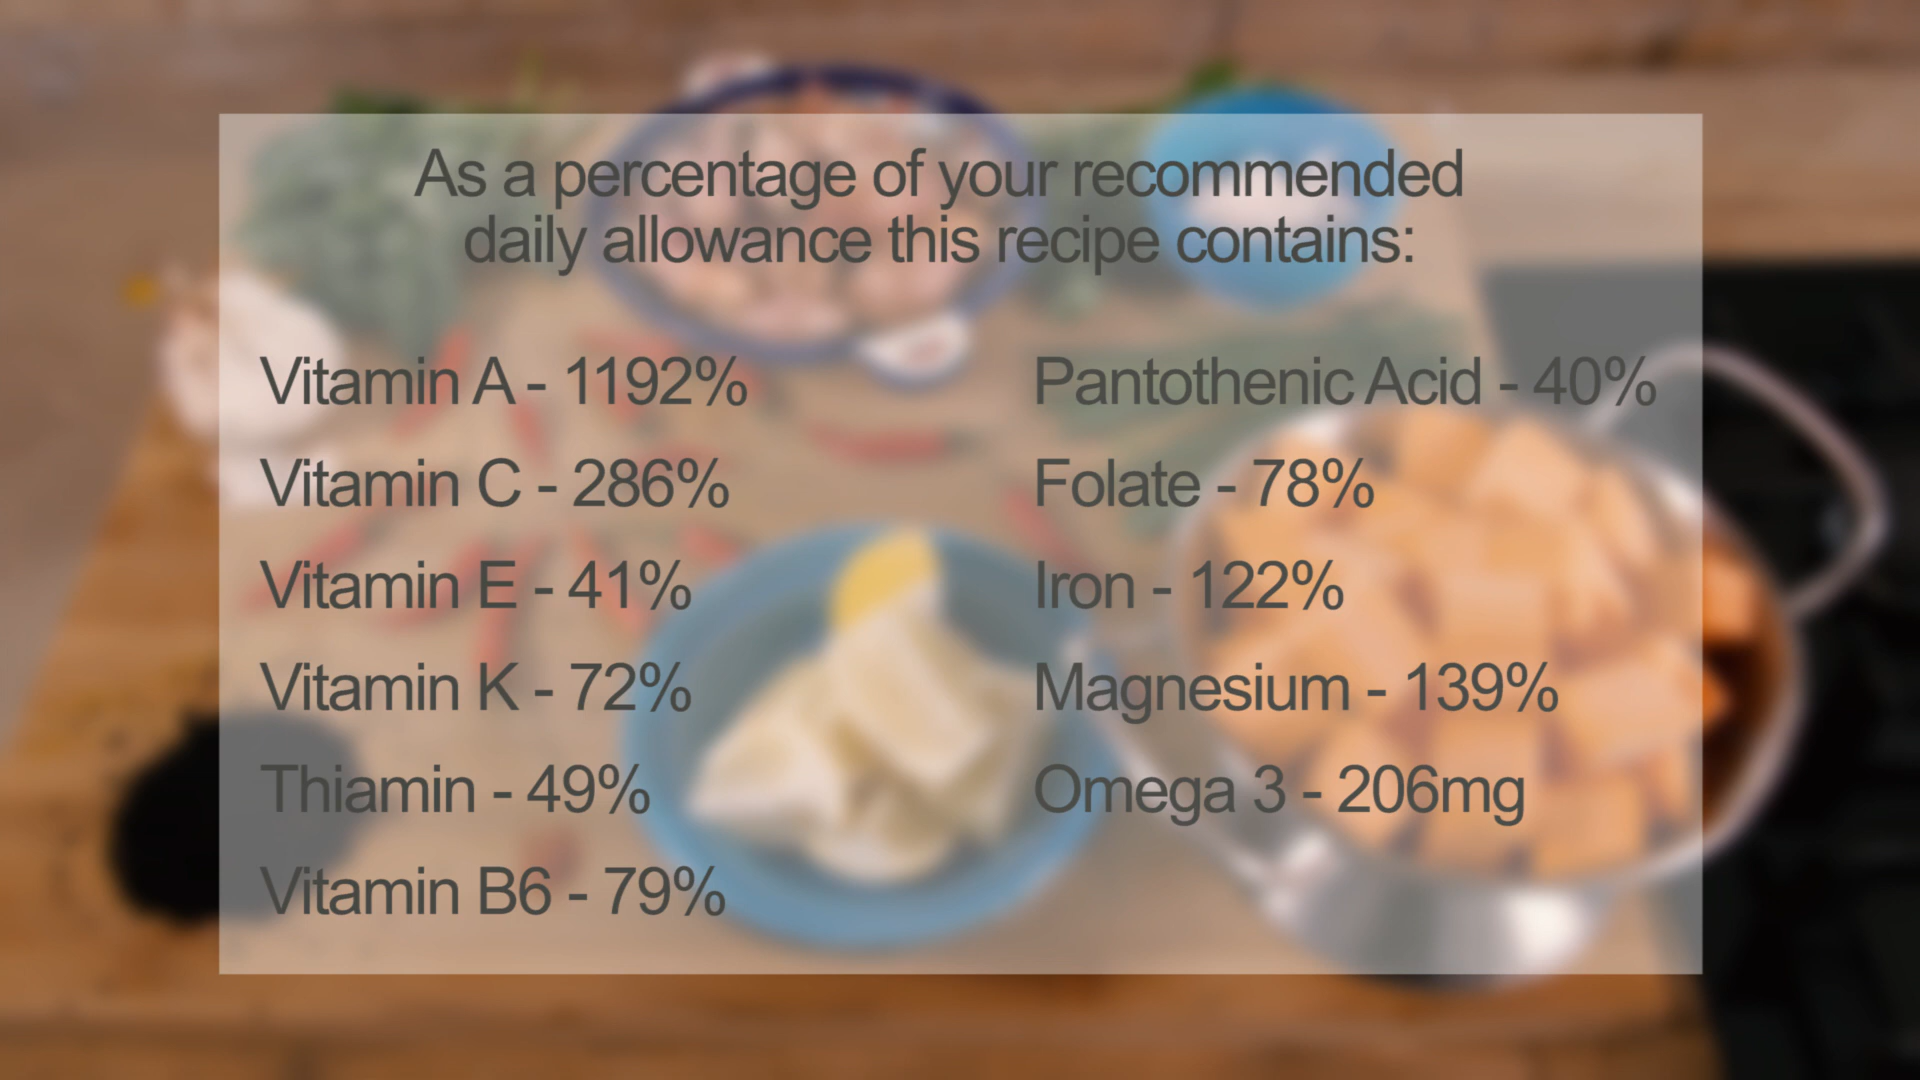 As a percentage of your recommended
daily allowance this recipe contains:
Vitamin A - 1192%
Vitamin C - 286%
Vitamin E - 41%
Vitamin K - 72%
Thiamin - 49%
Vitamin B6 - 79%
Pantothenic Acid - 40%
Folate - 78%
Iron - 122%
Magnesium - 139%
Omega 3 - 206mg